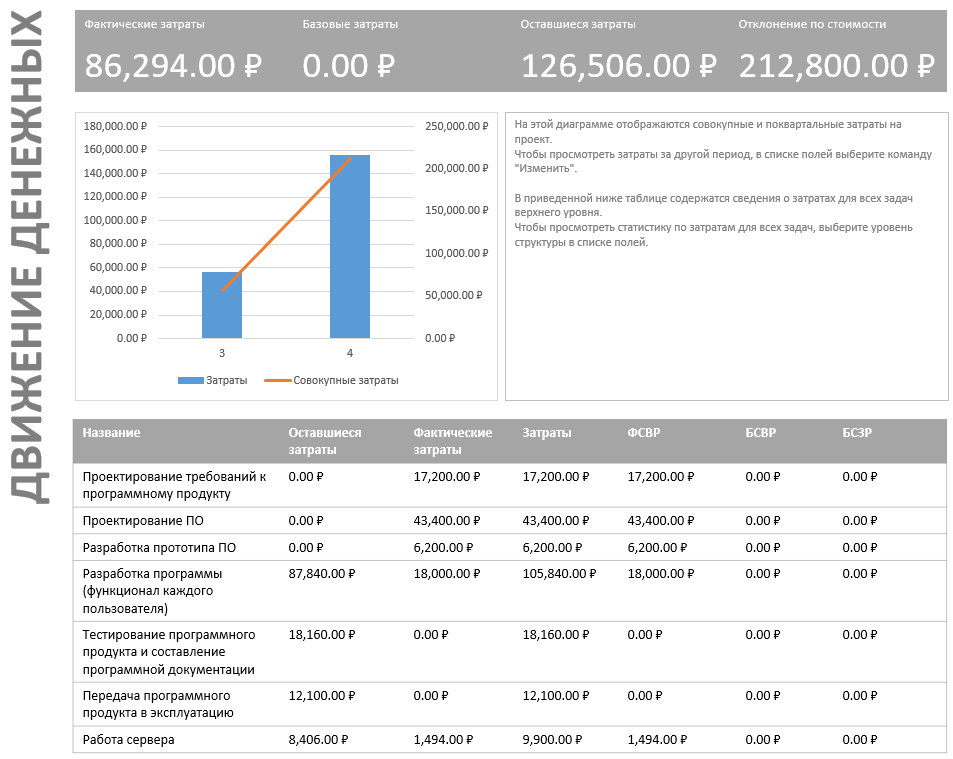 ДВИЖЕНИЕ ДЕНЕЖНЫХ
Фактические затраты Базовые затраты Оставшиеся затраты Отклонение по стоимости
86,294.00 ₽ 0.00 ₽ 126,506.00 ₽ 212,800.00 ₽
180,000.00 ₽
160,000.00 ₽
140,000.00 ₽
120,000.00 ₽
100,000.00 ₽
80,000.00 ₽
60,000.00 ₽
40,000.00 ₽
20,000.00 ₽
0.00 ₽
250,000.00 ₽
200,000.00 ₽
150,000.00 ₽
100,000.00 ₽
50,000.00 ₽
0.00 ₽
3 4
Затраты Совокупные затраты
На этой диаграмме отображаются совокупные и поквартальные затраты на
проект.
Чтобы просмотреть затраты за другой период, в списке полей выберите команду
"Изменить".
В приведенной ниже таблице содержатся сведения о затратах для всех задач
верхнего уровня.
Чтобы просмотреть статистику по затратам для всех задач, выберите уровень
структуры в списке полей.
Название Оставшиеся Фактические Затраты ФСВР БСВР БСЗР
затраты затраты
Проектирование требований к 0.00 ₽ 17,200.00 ₽ 17,200.00 ₽ 17,200.00 ₽ 0.00 ₽ 0.00 ₽
программному продукту
Проектирование ПО 0.00 ₽ 43,400.00 ₽ 43,400.00 ₽ 43,400.00 ₽ 0.00 ₽ 0.00 ₽
Разработка прототипа ПО 0.00 ₽ 6,200.00 ₽ 6,200.00 ₽ 6,200.00 ₽ 0.00 ₽ 0.00 ₽
Разработка программы 87,840.00 ₽ 18,000.00 ₽ 105,840.00 ₽ 18,000.00 ₽ 0.00 ₽ 0.00 ₽
(функционал каждого
пользователя)
Тестирование программного 18,160.00 ₽ 0.00 ₽ 18,160.00 ₽ 0.00 ₽ 0.00 ₽ 0.00 ₽
продукта и составление
программной документации
Передача программного 12,100.00 ₽ 0.00 ₽ 12,100.00 ₽ 0.00 ₽ 0.00 ₽ 0.00 ₽
продукта в эксплуатацию
Работа сервера 8,406.00 ₽ 1,494.00 ₽ 9,900.00 ₽ 1,494.00 ₽ 0.00 ₽ 0.00 ₽